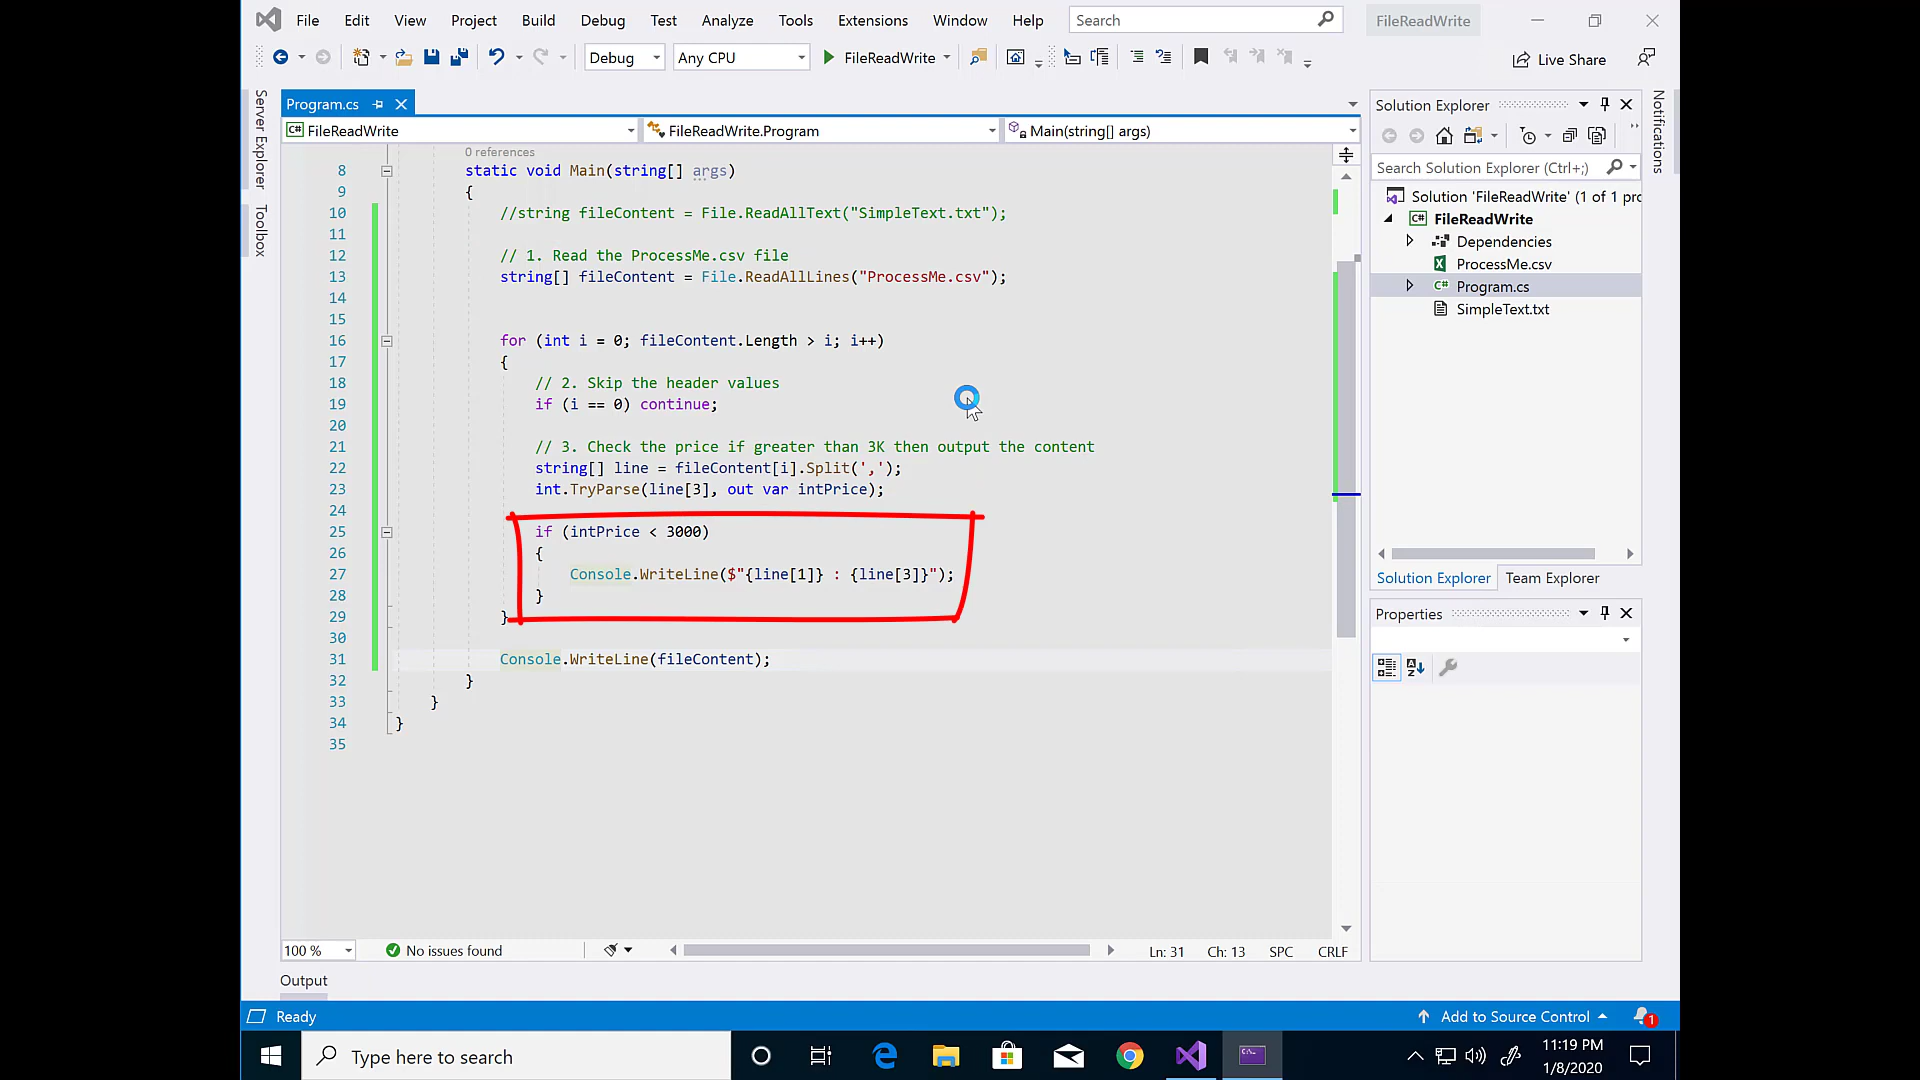 File Edit View Project Build Debug Test Analyze Tools Extensions Window Help Search FileReadWrite
Debug Any CPU FileReadWrite Live Share
Server Explorer
Toolbox
Program.cs
FileReadWrite FileReadWrite.Program Main(string[] args)
0 references
8 static void Main(string[] args)
9 {
10 //string fileContent = File.ReadAllText("SimpleText.txt");
11
12 // 1. Read the ProcessMe.csv file
13 string[] fileContent = File.ReadAllLines("ProcessMe.csv");
14
15
16 for (int i = 0; fileContent.Length > i; i++)
17 {
18 // 2. Skip the header values
19 if (i == 0) continue;
20
21 // 3. Check the price if greater than 3K then output the content
22 string[] line = fileContent[i].Split(',');
23 int.TryParse(line[3], out var intPrice);
24
25 if (intPrice < 3000)
26 {
27 Console.WriteLine($"{line[1]} : {line[3]}");
28 }
29 }
30
31 Console.WriteLine(fileContent);
32 }
33 }
34 }
35
100 % No issues found Ln: 31 Ch: 13 SPC CRLF
Output
Solution Explorer
Search Solution Explorer (Ctrl+;)
Solution 'FileReadWrite' (1 of 1 pro
C# FileReadWrite
Dependencies
ProcessMe.csv
C# Program.cs
SimpleText.txt
Solution Explorer Team Explorer
Properties
Notifications
Ready Add to Source Control 1
Type here to search
11:19 PM
1/8/2020